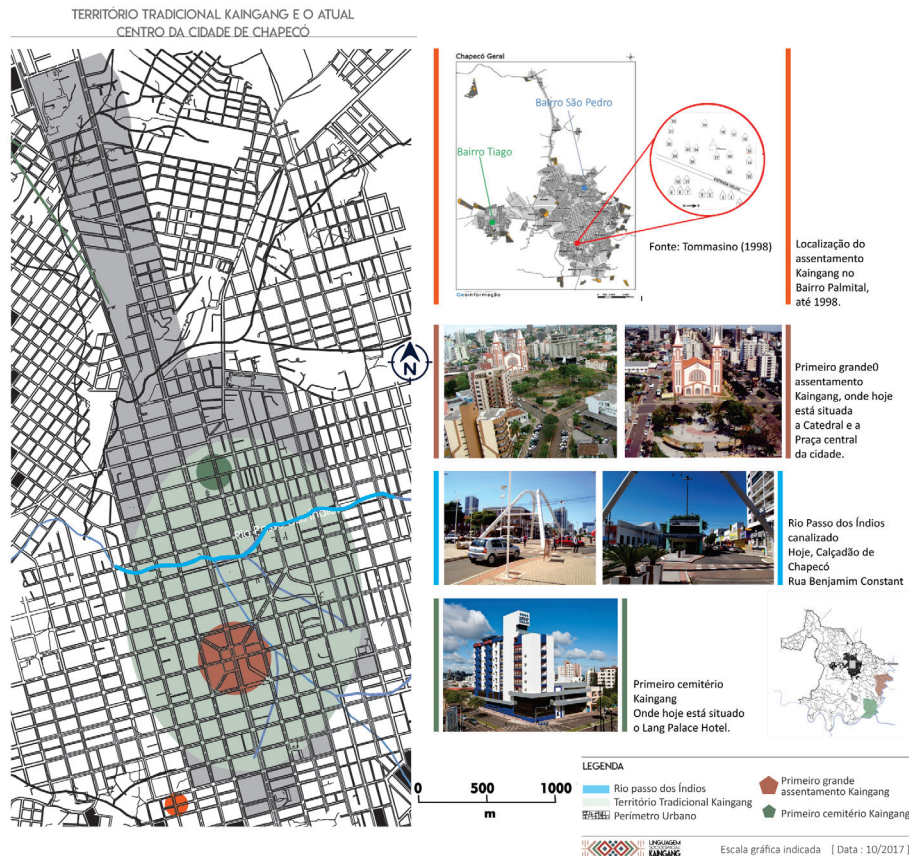 TERRITÓRIO TRADICIONAL KAINGANG E O ATUAL
CENTRO DA CIDADE DE CHAPECÓ
N
Chapecó Geral
Bairro São Pedro
Bairro Tiago
ESTRADA VELHA
Fonte: Tommasino (1998)
Geoinformação
Localização do
assentamento
Kaingang no
Bairro Palmital,
até 1998.
Primeiro grande0
assentamento
Kaingang, onde hoje
está situada
a Catedral e a
Praça central
da cidade.
Rio Passo dos Índios
canalizado
Hoje, Calçadão de
Chapecó
Rua Benjamim Constant
Primeiro cemitério
Kaingang
Onde hoje está situado
o Lang Palace Hotel.
0 500 1000
m
LEGENDA
Rio passo dos Índios
Território Tradicional Kaingang
Perímetro Urbano
Primeiro grande
assentamento Kaingang
Primeiro cemitério Kaingang
LINGUAGEM
KAINGANG
Escala gráfica indicada [ Data : 10/2017 ]